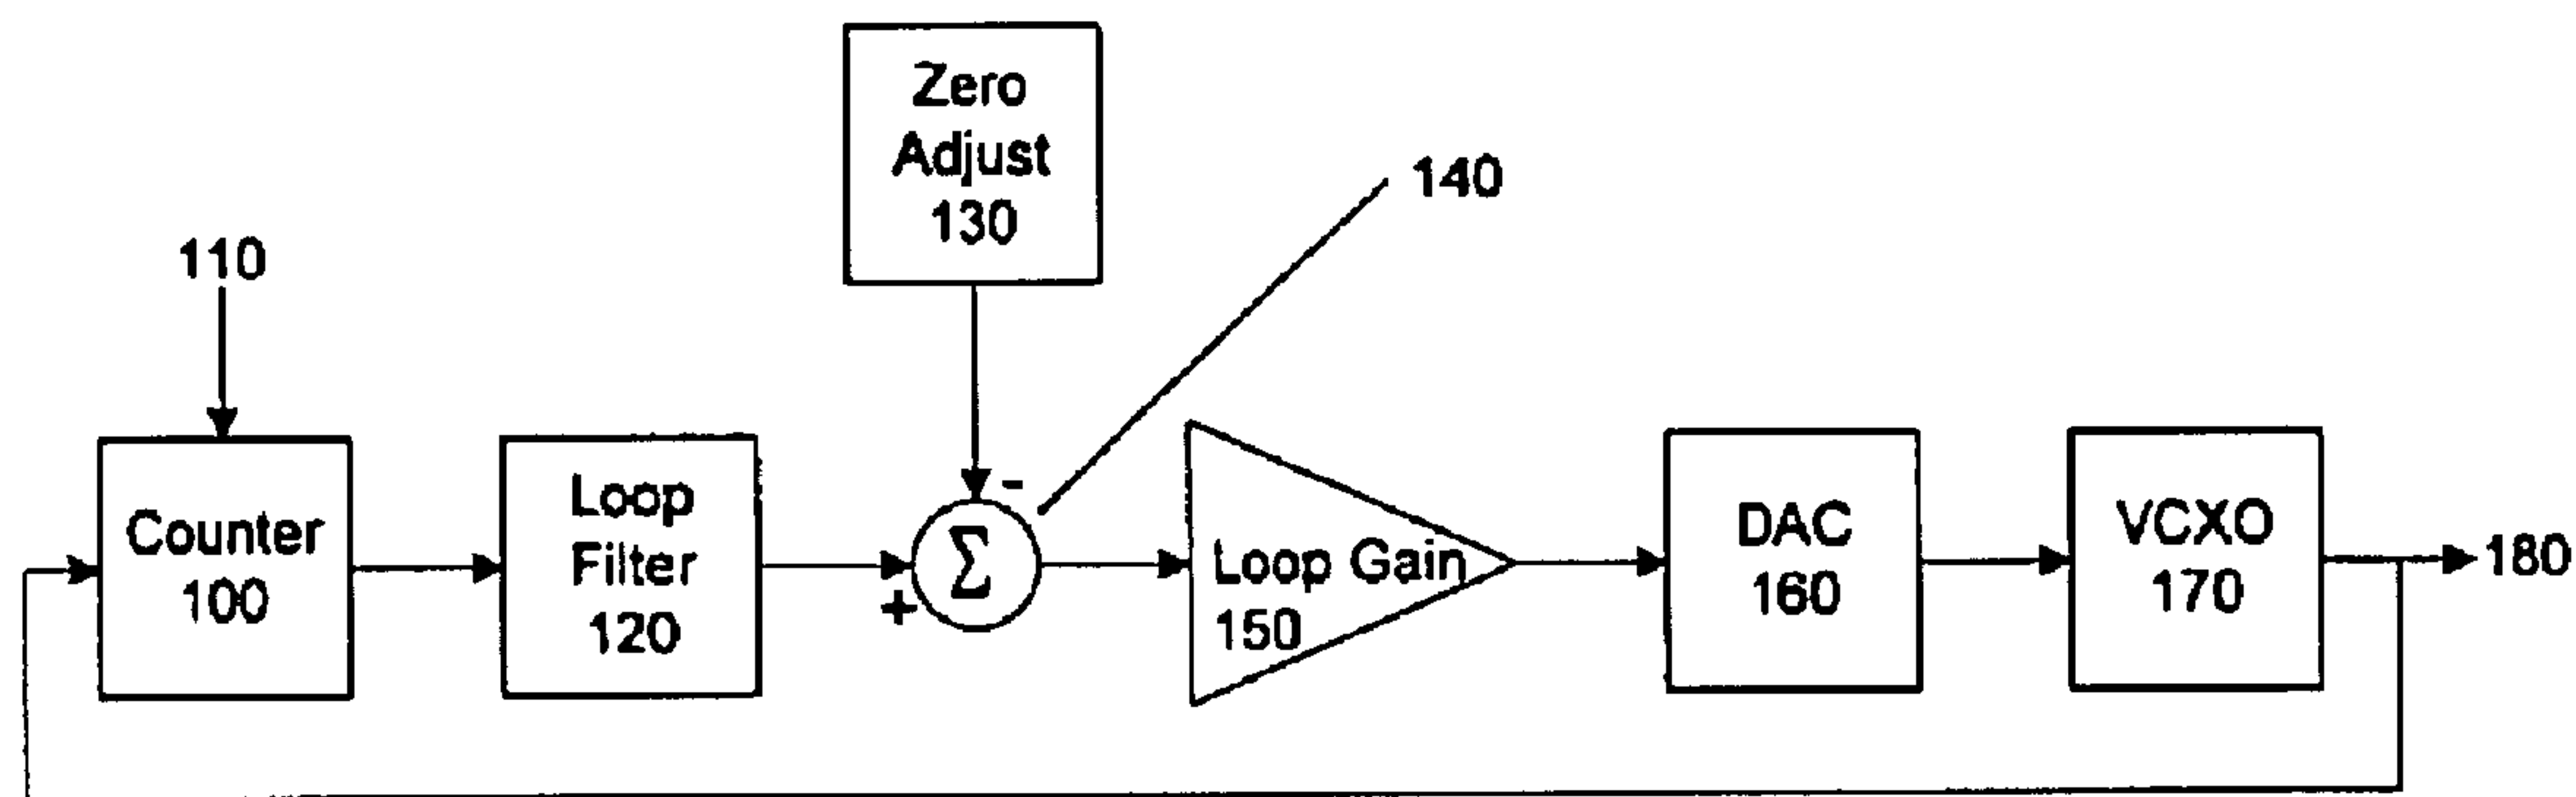 Zero
Adjust
130
140
110
-
Counter
100
Loop
Filter
120
+
Σ
Loop Gain
150
DAC
160
VCXO
170
180